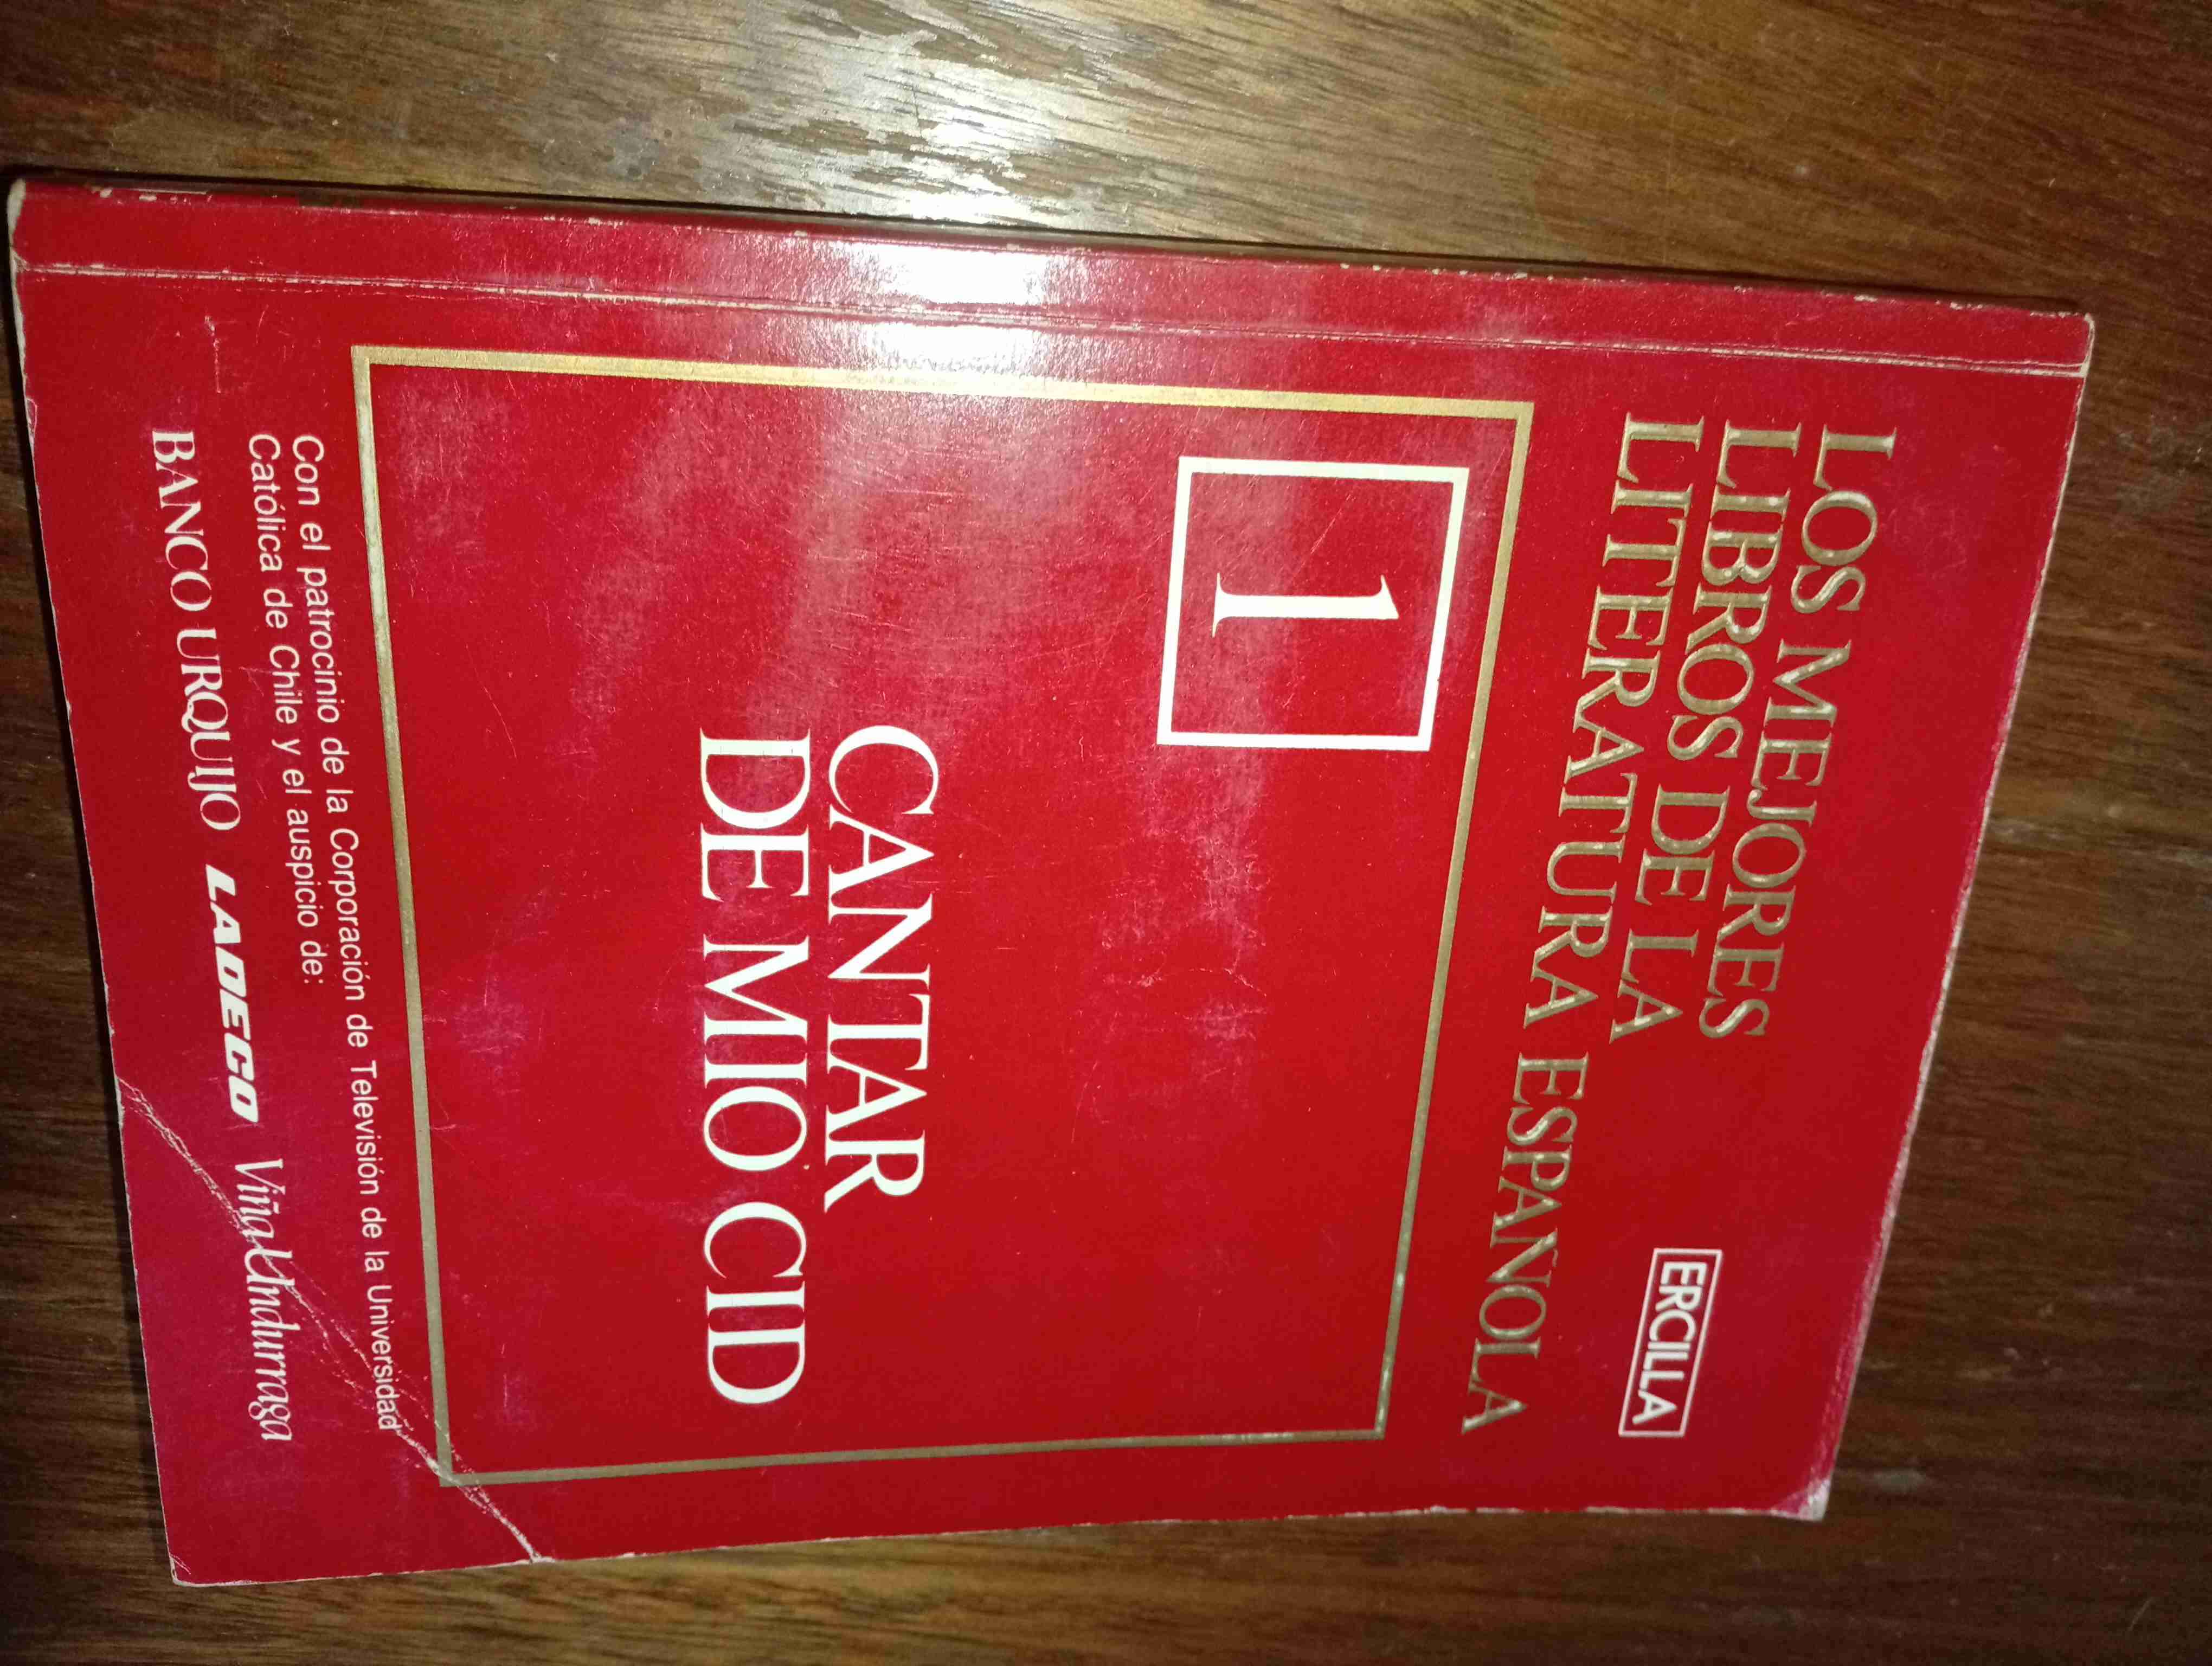 LOS MEJORES
LIBROS DE LA
LITERATURA ESPAÑOLA
ERCILLA
1
CANTAR
DE MIO CID
Con el patrocinio de la Corporación de Televisión de la Universidad
Católica de Chile y el auspicio de:
BANCO URQUIJO LADECO Viña Undurraga